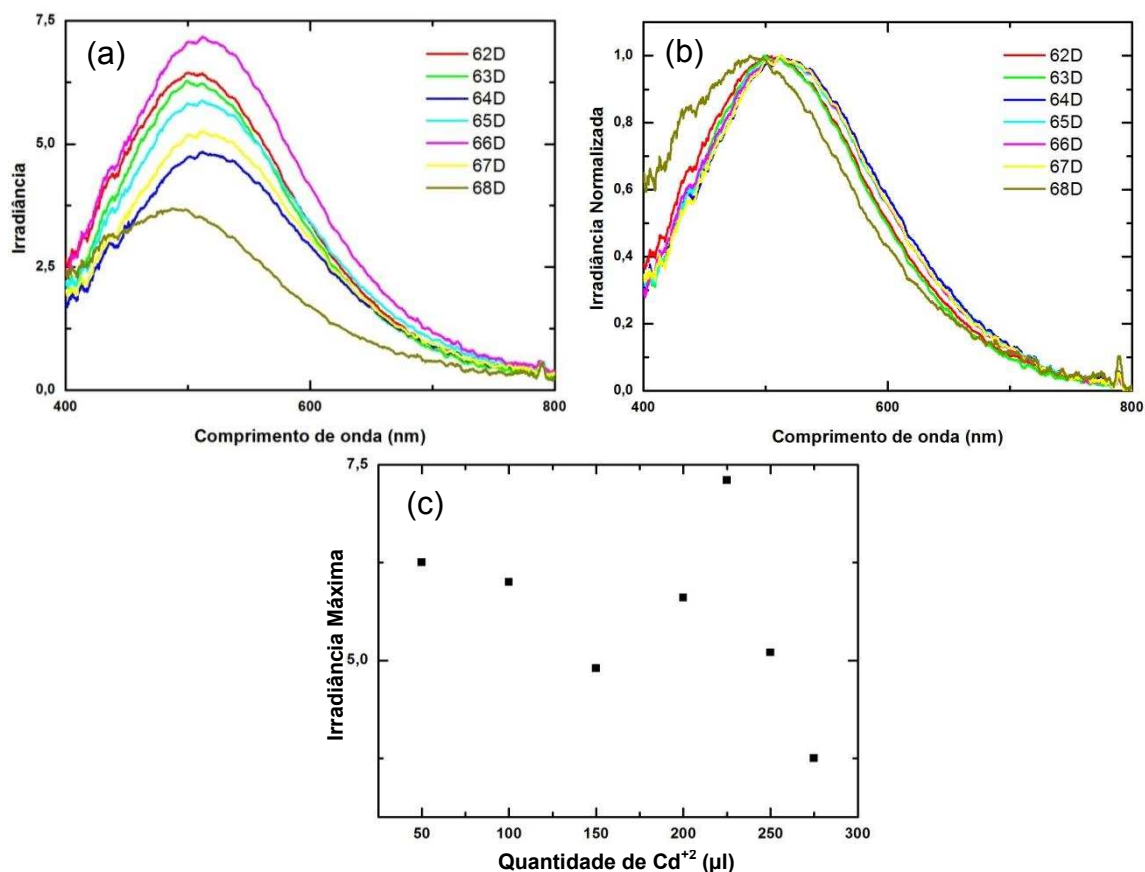 (a)
7,5
5,0
2,5
0,0
Irradiância
62D
63D
64D
65D
66D
67D
68D
400
600
800
Comprimento de onda (nm)
(b)
1,0
0,8
0,6
0,4
0,2
0,0
Irradiância Normalizada
62D
63D
64D
65D
66D
67D
68D
400
600
800
Comprimento de onda (nm)
(c)
7,5
5,0
Irradiância Máxima
50
100
150
200
250
300
Quantidade de Cd⁺² (µl)